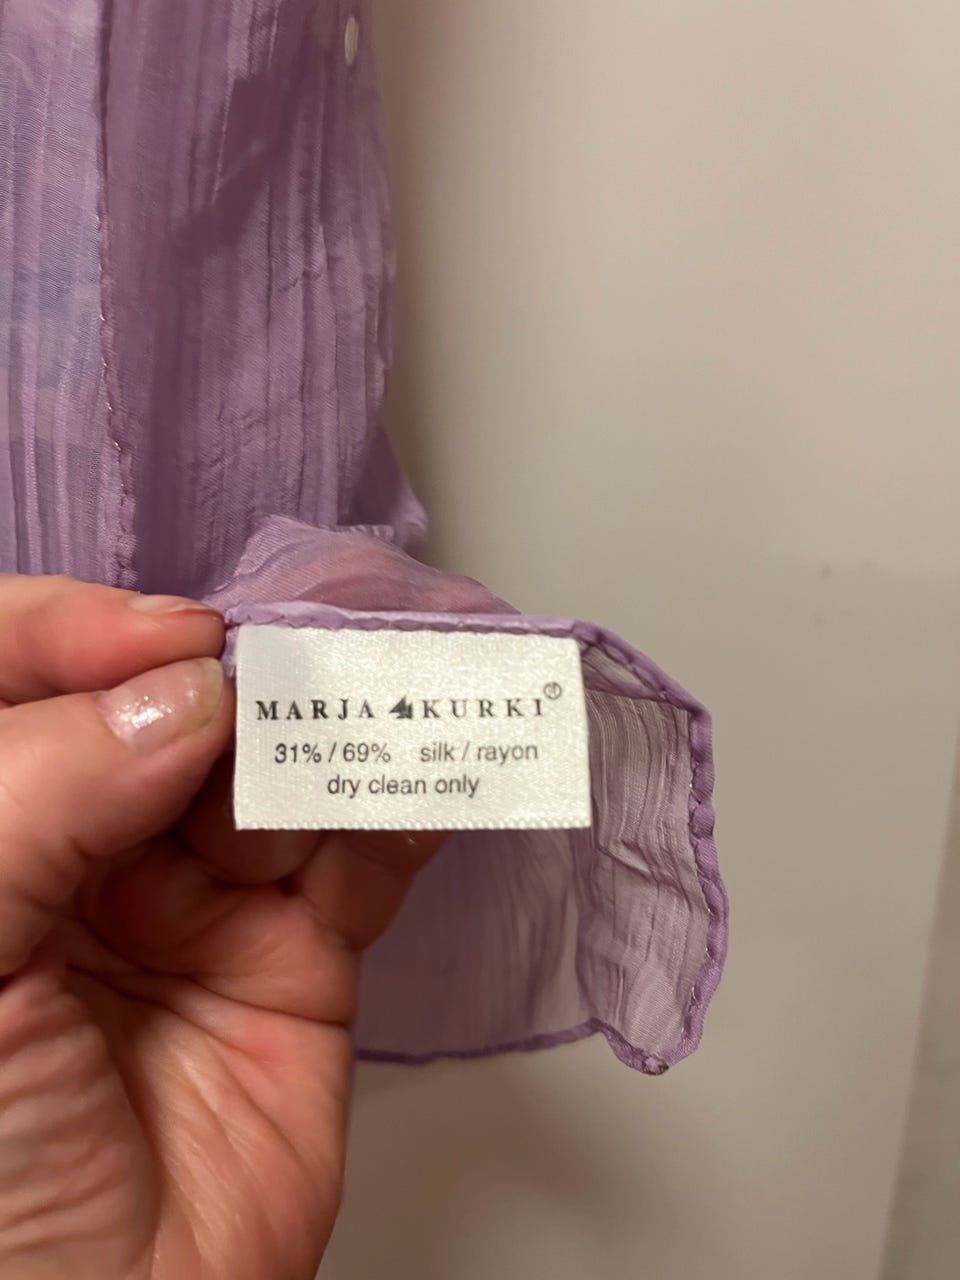 MARJA KURKI®
31% / 69% silk / rayon
dry clean only